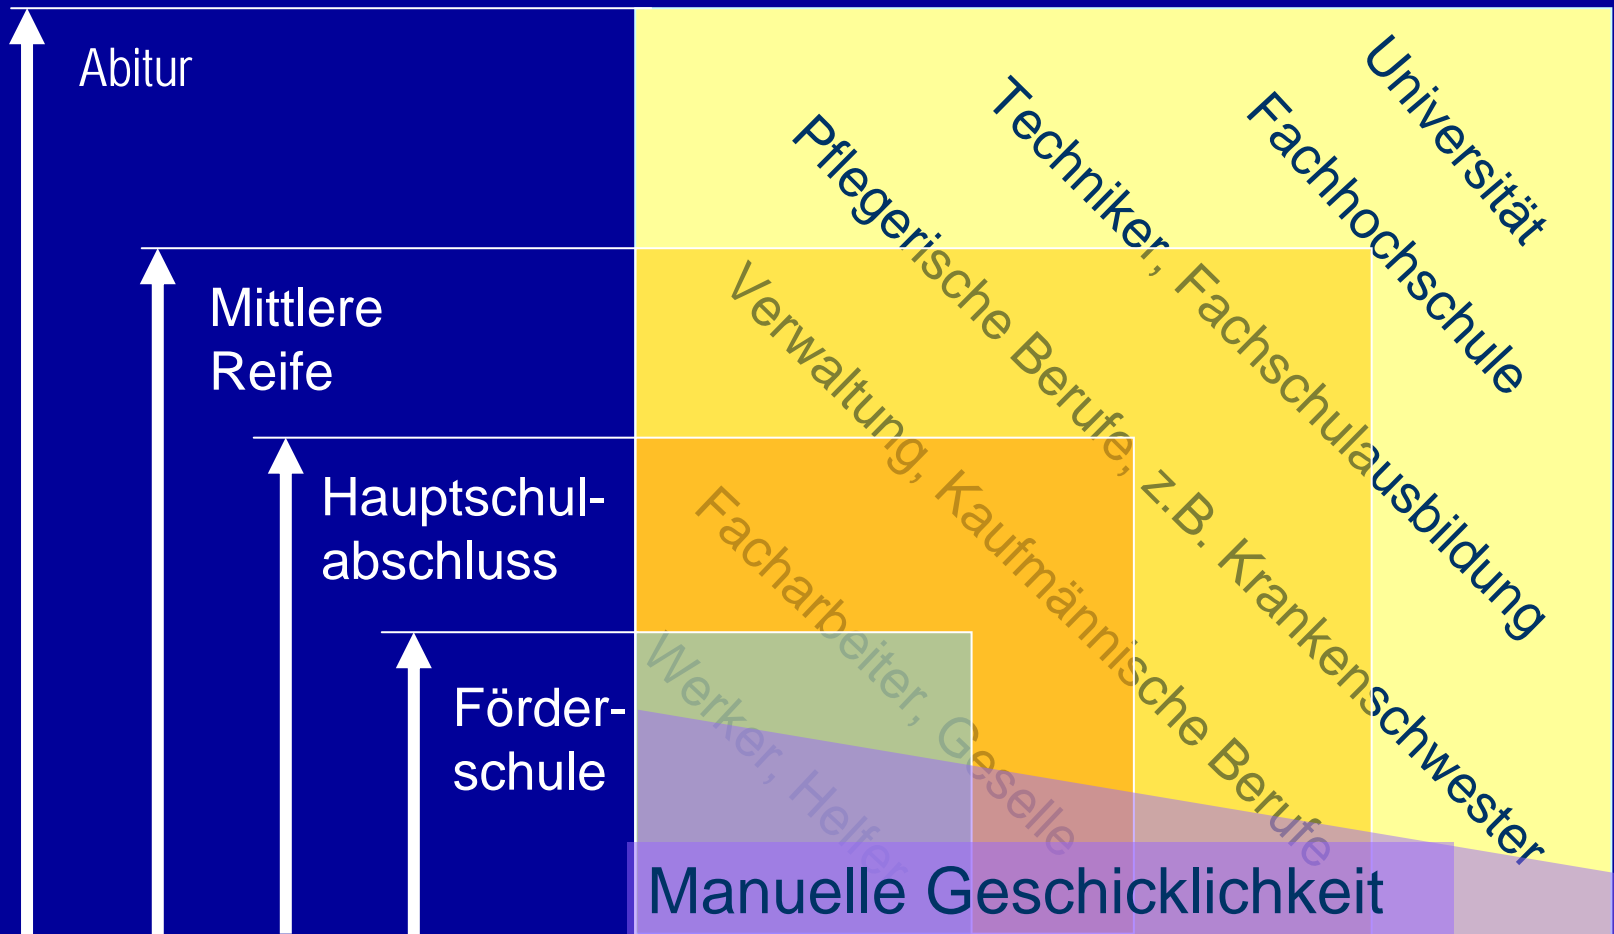 Abitur
Mittlere
Reife
Hauptschul-
abschluss
Förder-
schule
Universität
Fachhochschule
Techniker, Fachschulausbildung
Pflegerische Berufe, z.B. Krankenschwester
Verwaltung, Kaufmännische Berufe
Facharbeiter, Geselle
Werker, Helfer
Manuelle Geschicklichkeit